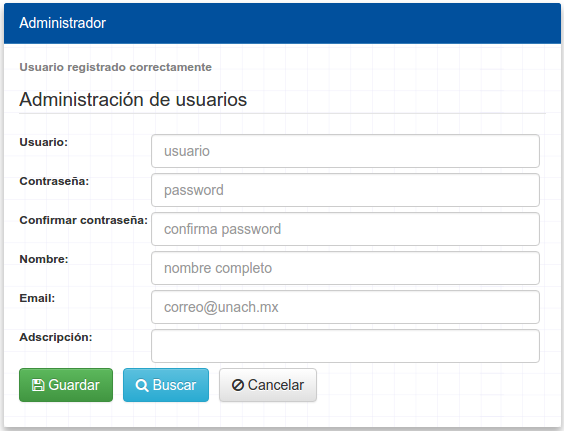 Administrador
Usuario registrado correctamente
Administración de usuarios
Usuario: usuario
Contraseña: password
Confirmar contraseña: confirma password
Nombre: nombre completo
Email: correo@unach.mx
Adscripción:
Guardar Buscar Cancelar